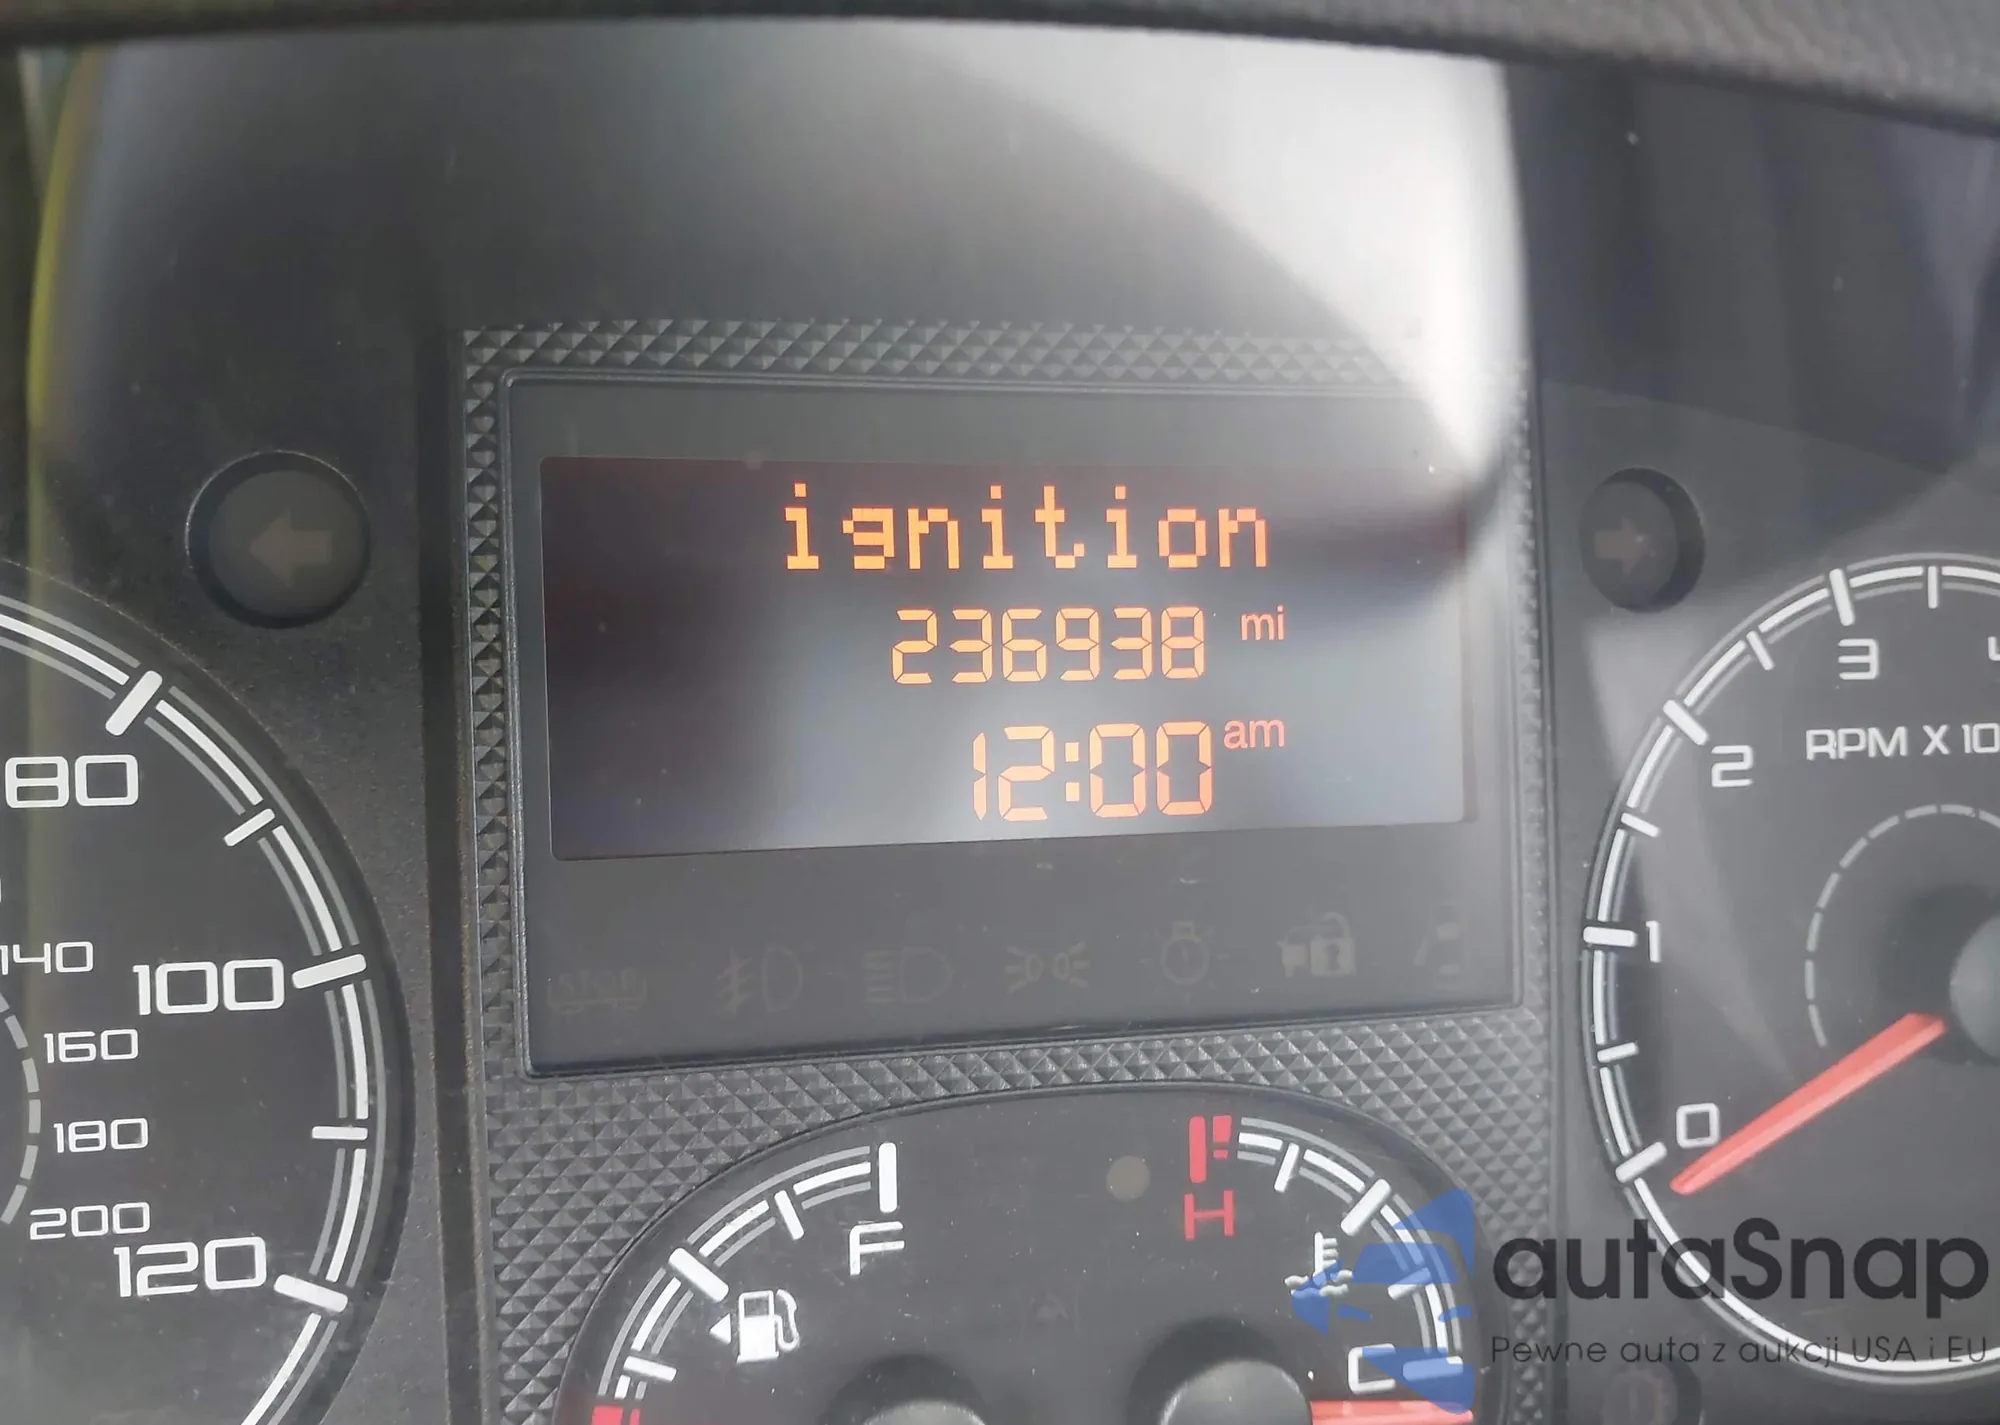 ignition
236938 mi
12:00 am
80
100
120
140
160
180
200
0
1
2
3
4
RPM X 10
F
H
C
autaSnap
Pewne auta z aukcji USA i EU